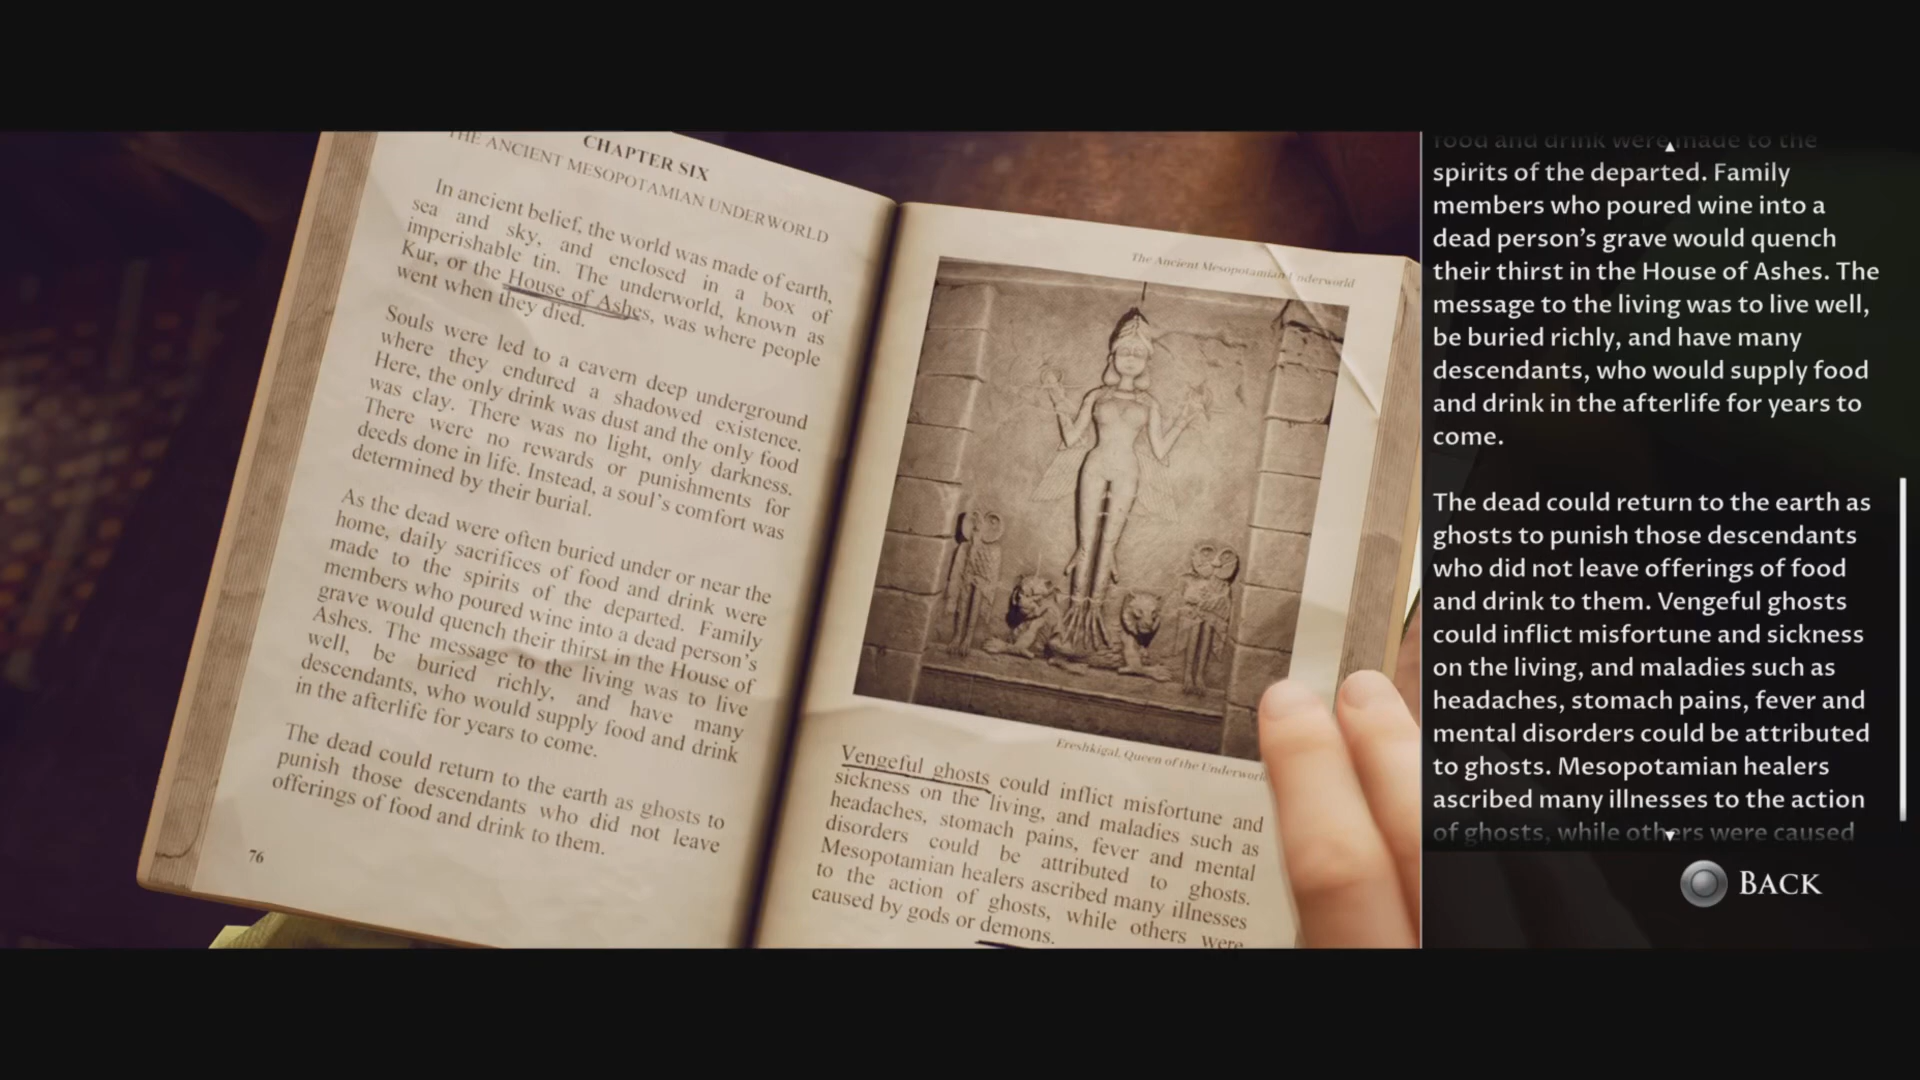 CHAPTER SIX
THE ANCIENT MESOPOTAMIAN UNDERWORLD
In ancient belief, the world was made of earth,
sea and sky, and enclosed in a box of
imperishable tin. The underworld, known as
Kur, or the House of Ashes, was where people
went when they died.
Souls were led to a cavern deep underground
where they endured a shadowed existence.
Here, the only drink was dust and the only food
was clay. There was no light, only darkness.
There were no rewards or punishments for
deeds done in life. Instead, a soul's comfort was
determined by their burial.
As the dead were often buried under or near the
home, daily sacrifices of food and drink were
made to the spirits of the departed. Family
members who poured wine into a dead person's
grave would quench their thirst in the House of
Ashes. The message to the living was to live
well, be buried richly, and have many
descendants, who would supply food and drink
in the afterlife for years to come.
The dead could return to the earth as ghosts to
punish those descendants who did not leave
offerings of food and drink to them.
76
The Ancient Mesopotamian Underworld
Ereshkigal, Queen of the Underworl
Vengeful ghosts could inflict misfortune and
sickness on the living, and maladies such as
headaches, stomach pains, fever and mental
disorders could be attributed to ghosts.
Mesopotamian healers ascribed many illnesses
to the action of ghosts, while others were
caused by gods or demons.
food and drink were made to the
spirits of the departed. Family
members who poured wine into a
dead person's grave would quench
their thirst in the House of Ashes. The
message to the living was to live well,
be buried richly, and have many
descendants, who would supply food
and drink in the afterlife for years to
come.
The dead could return to the earth as
ghosts to punish those descendants
who did not leave offerings of food
and drink to them. Vengeful ghosts
could inflict misfortune and sickness
on the living, and maladies such as
headaches, stomach pains, fever and
mental disorders could be attributed
to ghosts. Mesopotamian healers
ascribed many illnesses to the action
of ghosts, while others were caused
BACK